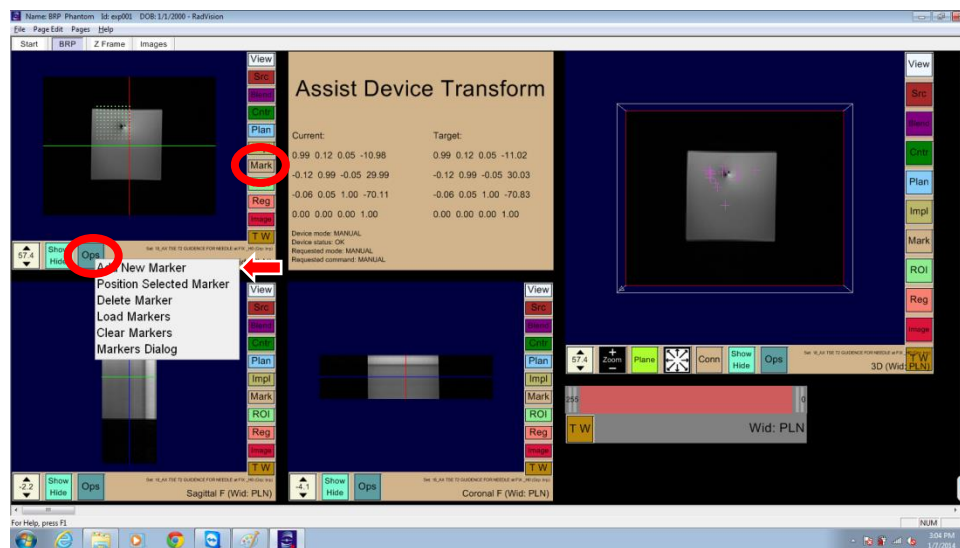 Name: BRP Phantom Id: exp001 DOB: 1/1/2000 - RadVision
File PageEdit Pages Help
Start BRP Z Frame Images
View
Src
Cntr
Plan
Mark
Reg
Image
T W
57.4
Show
Hide
Ops
Add New Marker
Position Selected Marker
Delete Marker
Load Markers
Clear Markers
Markers Dialog
Assist Device Transform
Current: Target:
0.99 0.12 0.05 -10.98 0.99 0.12 0.05 -11.02
-0.12 0.99 -0.05 29.99 -0.12 0.99 -0.05 30.03
-0.06 0.05 1.00 -70.11 -0.06 0.05 1.00 -70.83
0.00 0.00 0.00 1.00 0.00 0.00 0.00 1.00
Device mode: MANUAL
Device status: OK
Requested mode: MANUAL
Requested command: MANUAL
View
Src
Blend
Cntr
Plan
Impl
Mark
ROI
Reg
Image
57.4
Zoom
Plane
Conn
Show
Hide
Ops
T W
3D (Wid: PLN)
View
Src
Blend
Cntr
Plan
Impl
Mark
ROI
Reg
Image
T W
-2.2
Show
Hide
Ops
Sagittal F (Wid: PLN)
View
Src
Blend
Cntr
Plan
Impl
Mark
ROI
Reg
Image
T W
-4.1
Show
Hide
Ops
Coronal F (Wid: PLN)
255 0
T W
Wid: PLN
For Help, press F1
NUM
3:04 PM
1/7/2014